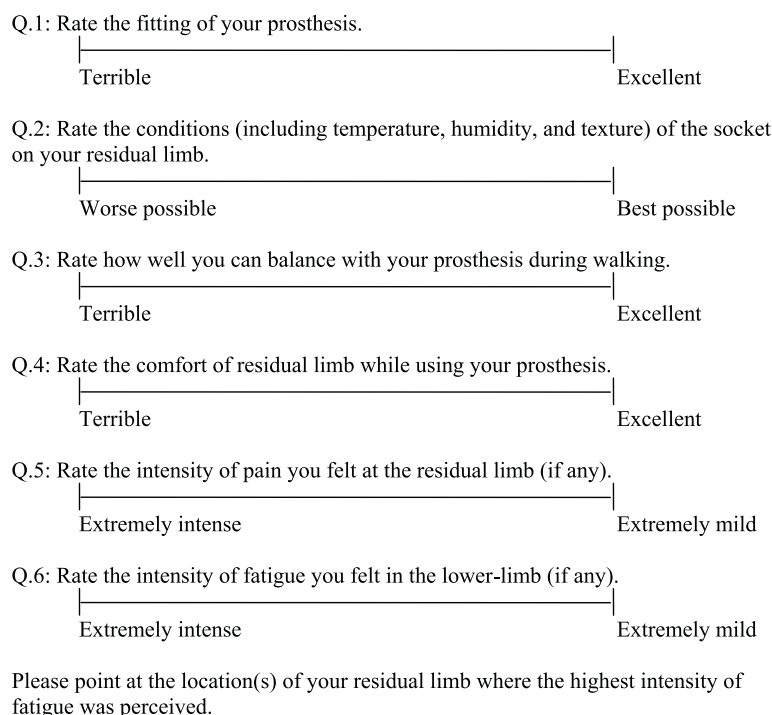 Q.1: Rate the fitting of your prosthesis.
Terrible Excellent
Q.2: Rate the conditions (including temperature, humidity, and texture) of the socket
on your residual limb.
Worse possible Best possible
Q.3: Rate how well you can balance with your prosthesis during walking.
Terrible Excellent
Q.4: Rate the comfort of residual limb while using your prosthesis.
Terrible Excellent
Q.5: Rate the intensity of pain you felt at the residual limb (if any).
Extremely intense Extremely mild
Q.6: Rate the intensity of fatigue you felt in the lower-limb (if any).
Extremely intense Extremely mild
Please point at the location(s) of your residual limb where the highest intensity of
fatigue was perceived.